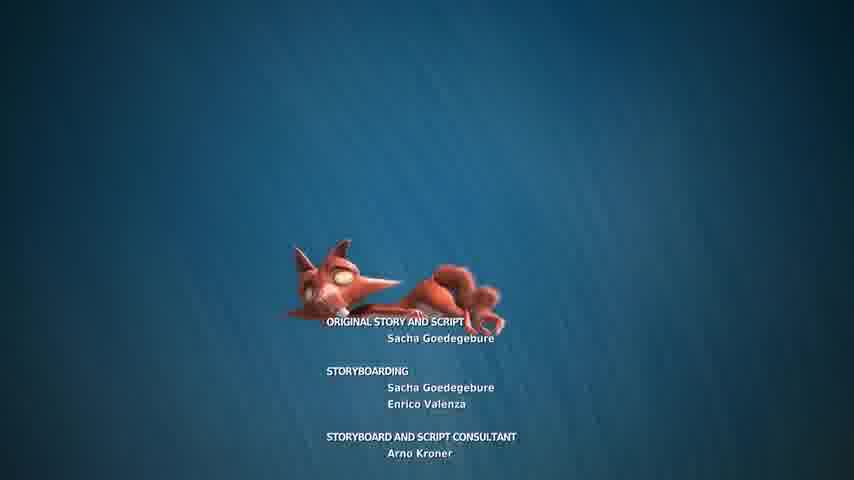 ORIGINAL STORY AND SCRIPT
Sacha Goedegebure
STORYBOARDING
Sacha Goedegebure
Enrico Valenza
STORYBOARD AND SCRIPT CONSULTANT
Arno Kroner